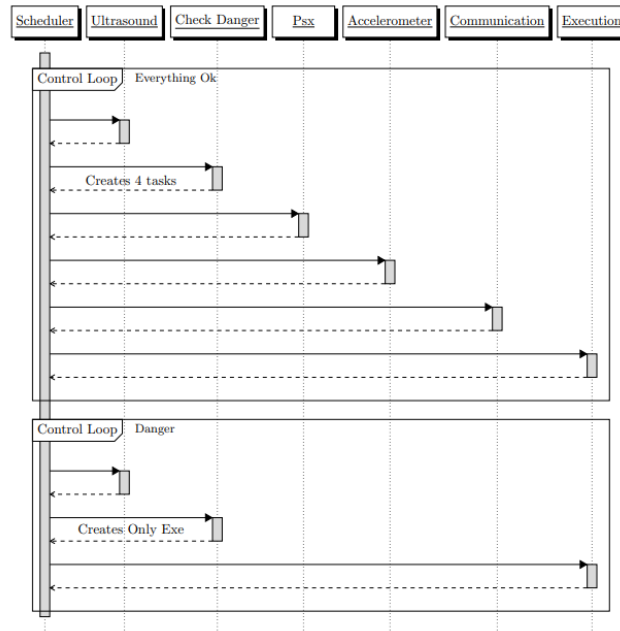 Scheduler Ultrasound Check Danger Psx Accelerometer Communication Execution
Control Loop Everything Ok
Creates 4 tasks
Control Loop Danger
Creates Only Exe